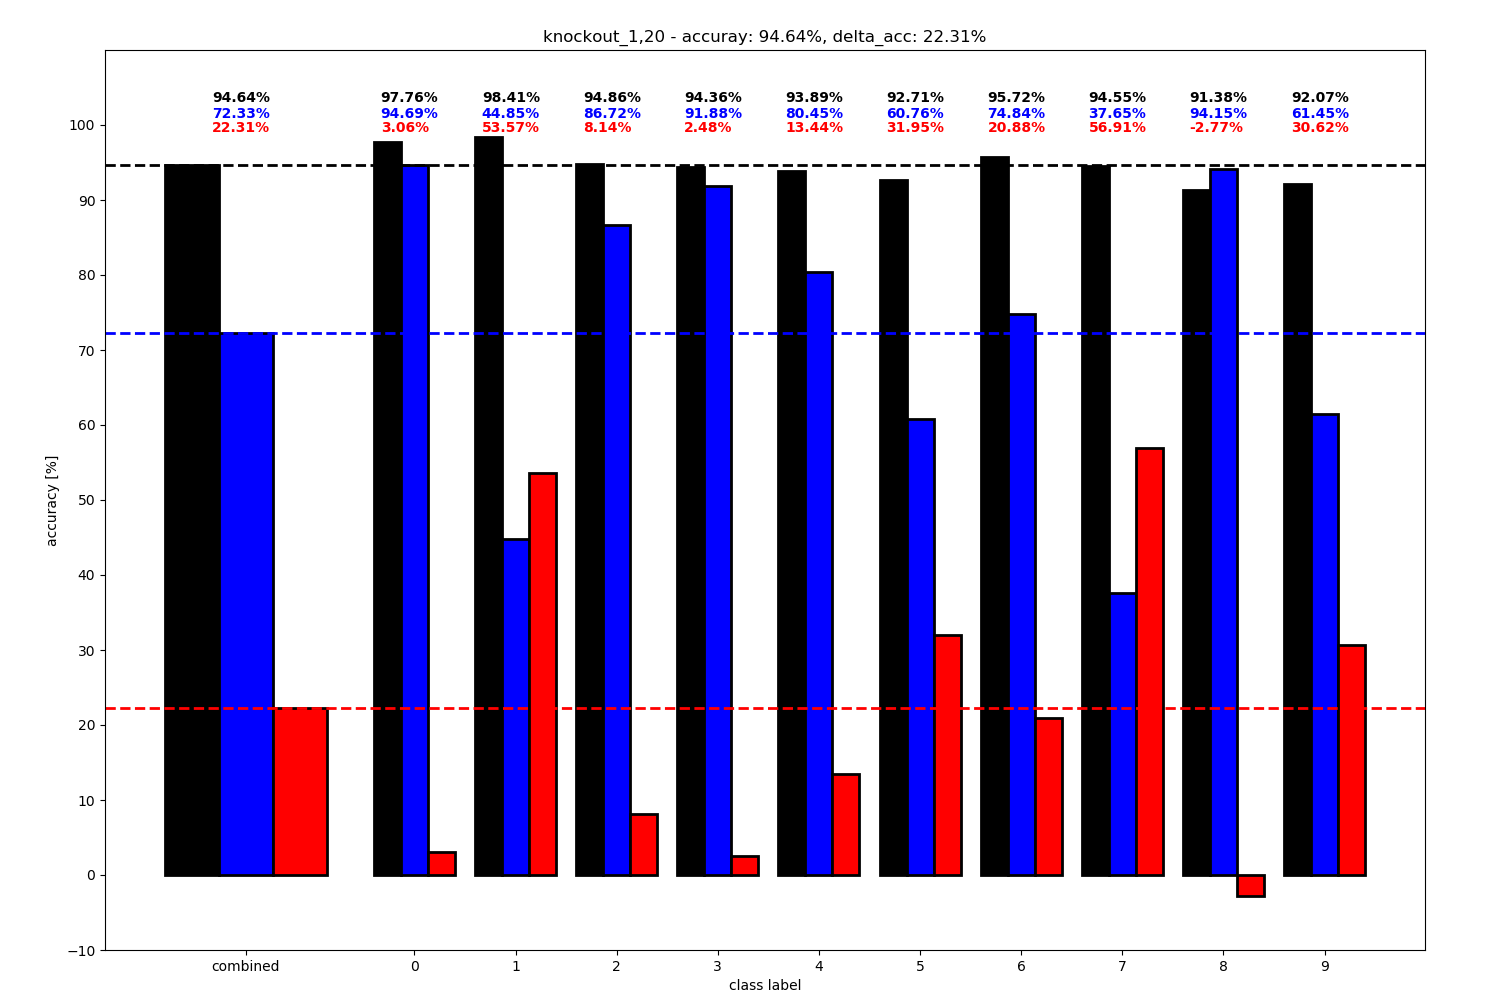 knockout_1,20 - accuray: 94.64%, delta_acc: 22.31%
94.64% 97.76% 98.41% 94.86% 94.36% 93.89% 92.71% 95.72% 94.55% 91.38% 92.07%
72.33% 94.69% 44.85% 86.72% 91.88% 80.45% 60.76% 74.84% 37.65% 94.15% 61.45%
22.31% 3.06% 53.57% 8.14% 2.48% 13.44% 31.95% 20.88% 56.91% -2.77% 30.62%
100
90
80
70
60
50
40
30
20
10
0
−10
accuracy [%]
combined 0 1 2 3 4 5 6 7 8 9
class label